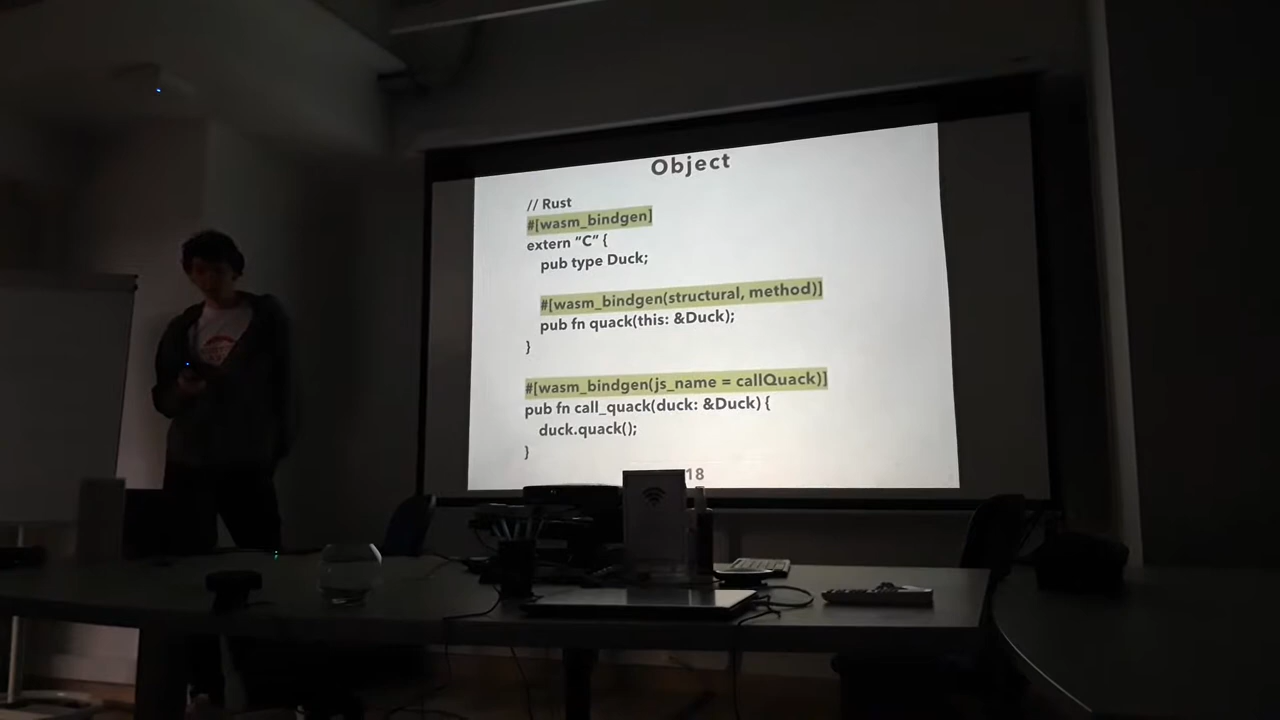 Object
// Rust
#[wasm_bindgen]
extern “C” {
pub type Duck;
#[wasm_bindgen(structural, method)]
pub fn quack(this: &Duck);
}
#[wasm_bindgen(js_name = callQuack)]
pub fn call_quack(duck: &Duck) {
duck.quack();
}
18